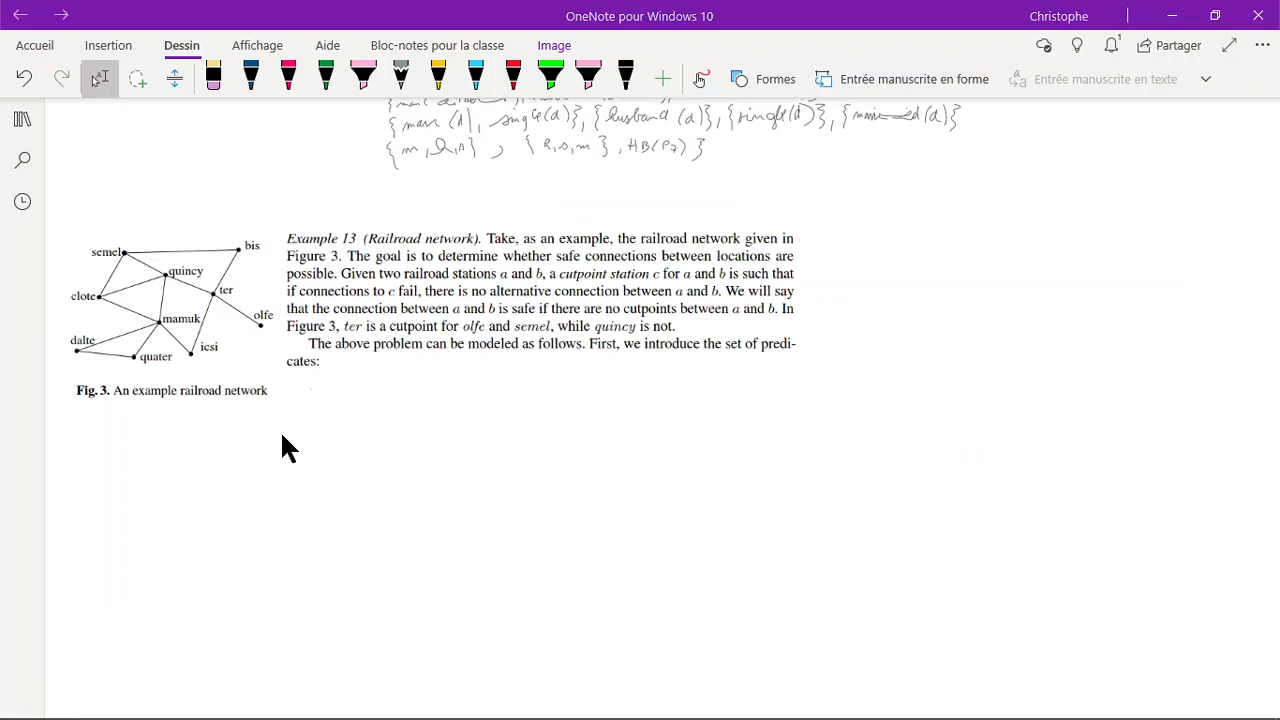 OneNote pour Windows 10
Christophe
Accueil Insertion Dessin Affichage Aide Bloc-notes pour la classe Image
Partager
Formes Entrée manuscrite en forme Entrée manuscrite en texte
{man (d), single(d)}, {husband (d)}, {single(d)}, { (d)}
{m, h, s} , { h, s, m } , HB(P7) }
semel
bis
quincy
clote
ter
mamuk
olfe
dalte
quater
icsi
Fig. 3. An example railroad network
Example 13 (Railroad network). Take, as an example, the railroad network given in
Figure 3. The goal is to determine whether safe connections between locations are
possible. Given two railroad stations a and b, a cutpoint station c for a and b is such that
if connections to c fail, there is no alternative connection between a and b. We will say
that the connection between a and b is safe if there are no cutpoints between a and b. In
Figure 3, ter is a cutpoint for olfe and semel, while quincy is not.
The above problem can be modeled as follows. First, we introduce the set of predi-
cates: